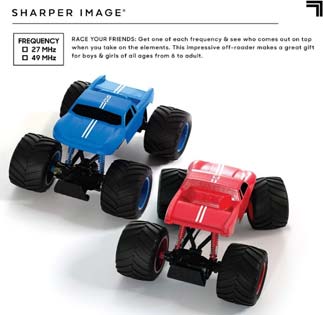 SHARPER IMAGE®
FREQUENCY
☐ 27 MHz
☐ 49 MHz
RACE YOUR FRIENDS: Get one of each frequency & see who comes out on top
when you take on the elements. This impressive off-roader makes a great gift
for boys & girls of all ages from 6 to adult.